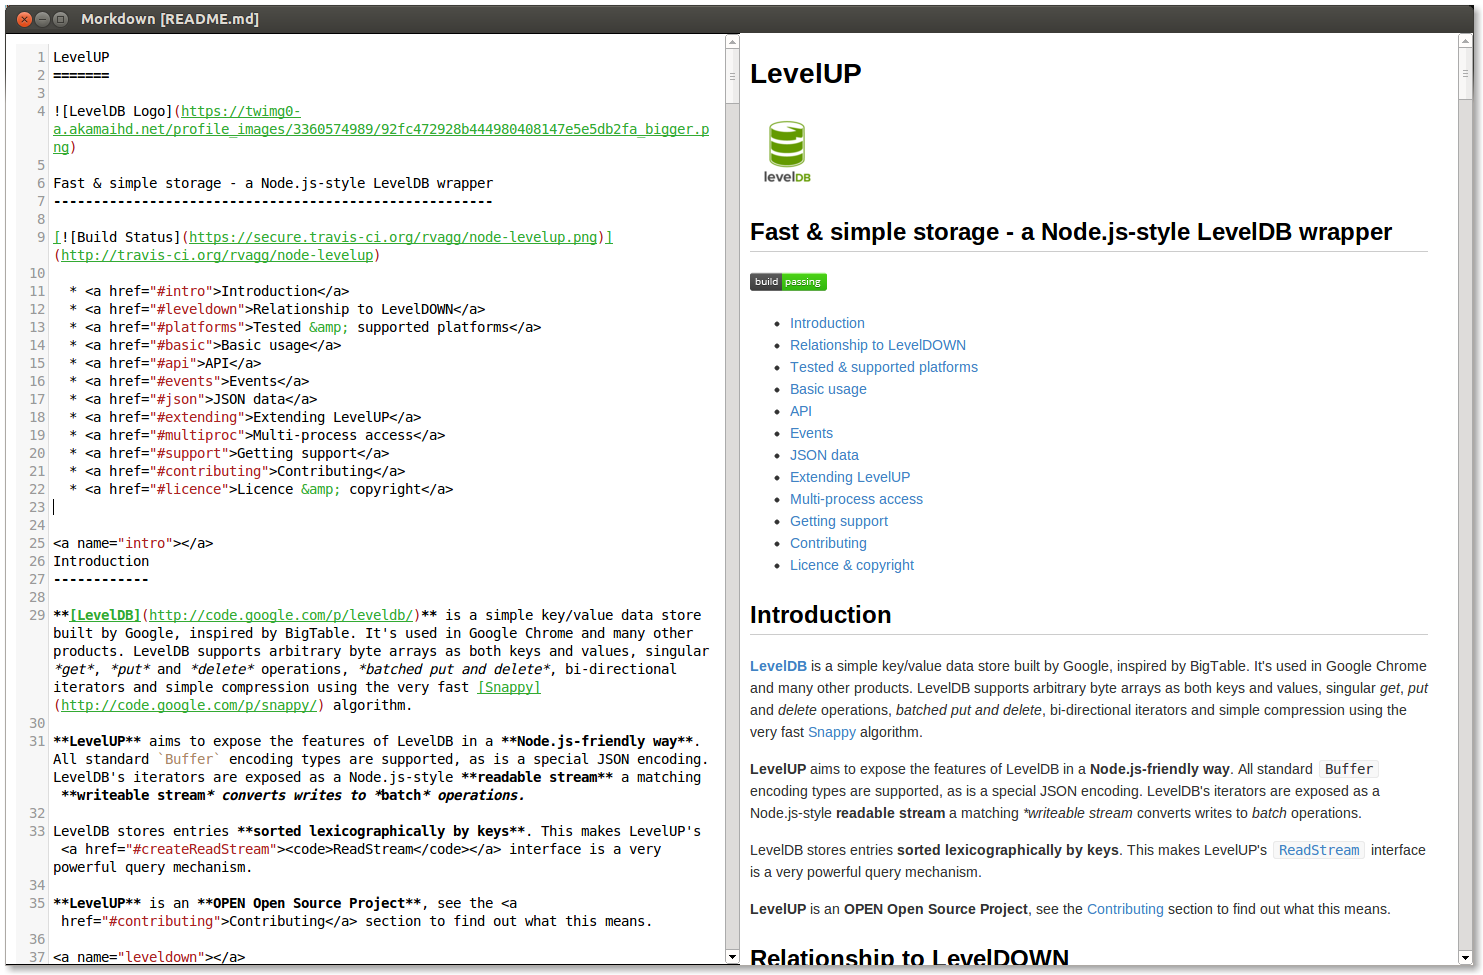 Morkdown [README.md]
1 LevelUP
2 =======
3
4 ![LevelDB Logo](https://twimg0-
a.akamaihd.net/profile_images/3360574989/92fc472928b444980408147e5e5db2fa_bigger.p
ng)
5
6 Fast & simple storage - a Node.js-style LevelDB wrapper
7 -------------------------------------------------------
8
9 [![Build Status](https://secure.travis-ci.org/rvagg/node-levelup.png)]
(http://travis-ci.org/rvagg/node-levelup)
10
11 * <a href="#intro">Introduction</a>
12 * <a href="#leveldown">Relationship to LevelDOWN</a>
13 * <a href="#platforms">Tested &amp; supported platforms</a>
14 * <a href="#basic">Basic usage</a>
15 * <a href="#api">API</a>
16 * <a href="#events">Events</a>
17 * <a href="#json">JSON data</a>
18 * <a href="#extending">Extending LevelUP</a>
19 * <a href="#multiproc">Multi-process access</a>
20 * <a href="#support">Getting support</a>
21 * <a href="#contributing">Contributing</a>
22 * <a href="#licence">Licence &amp; copyright</a>
23
24
25 <a name="intro"></a>
26 Introduction
27 ------------
28
29 **[LevelDB](http://code.google.com/p/leveldb/)** is a simple key/value data store
built by Google, inspired by BigTable. It's used in Google Chrome and many other
products. LevelDB supports arbitrary byte arrays as both keys and values, singular
*get*, *put* and *delete* operations, *batched put and delete*, bi-directional
iterators and simple compression using the very fast [Snappy]
(http://code.google.com/p/snappy/) algorithm.
30
31 **LevelUP** aims to expose the features of LevelDB in a **Node.js-friendly way**.
All standard `Buffer` encoding types are supported, as is a special JSON encoding.
LevelDB's iterators are exposed as a Node.js-style **readable stream** a matching
**writeable stream* converts writes to *batch* operations.
32
33 LevelDB stores entries **sorted lexicographically by keys**. This makes LevelUP's
<a href="#createReadStream"><code>ReadStream</code></a> interface is a very
powerful query mechanism.
34
35 **LevelUP** is an **OPEN Open Source Project**, see the <a
href="#contributing">Contributing</a> section to find out what this means.
36
37 <a name="leveldown"></a>
LevelUP
levelDB
Fast & simple storage - a Node.js-style LevelDB wrapper
build passing
• Introduction
• Relationship to LevelDOWN
• Tested & supported platforms
• Basic usage
• API
• Events
• JSON data
• Extending LevelUP
• Multi-process access
• Getting support
• Contributing
• Licence & copyright
Introduction
LevelDB is a simple key/value data store built by Google, inspired by BigTable. It's used in Google Chrome
and many other products. LevelDB supports arbitrary byte arrays as both keys and values, singular get, put
and delete operations, batched put and delete, bi-directional iterators and simple compression using the
very fast Snappy algorithm.
LevelUP aims to expose the features of LevelDB in a Node.js-friendly way. All standard Buffer
encoding types are supported, as is a special JSON encoding. LevelDB's iterators are exposed as a
Node.js-style readable stream a matching *writeable stream converts writes to batch operations.
LevelDB stores entries sorted lexicographically by keys. This makes LevelUP's ReadStream interface
is a very powerful query mechanism.
LevelUP is an OPEN Open Source Project, see the Contributing section to find out what this means.
Relationship to LevelDOWN